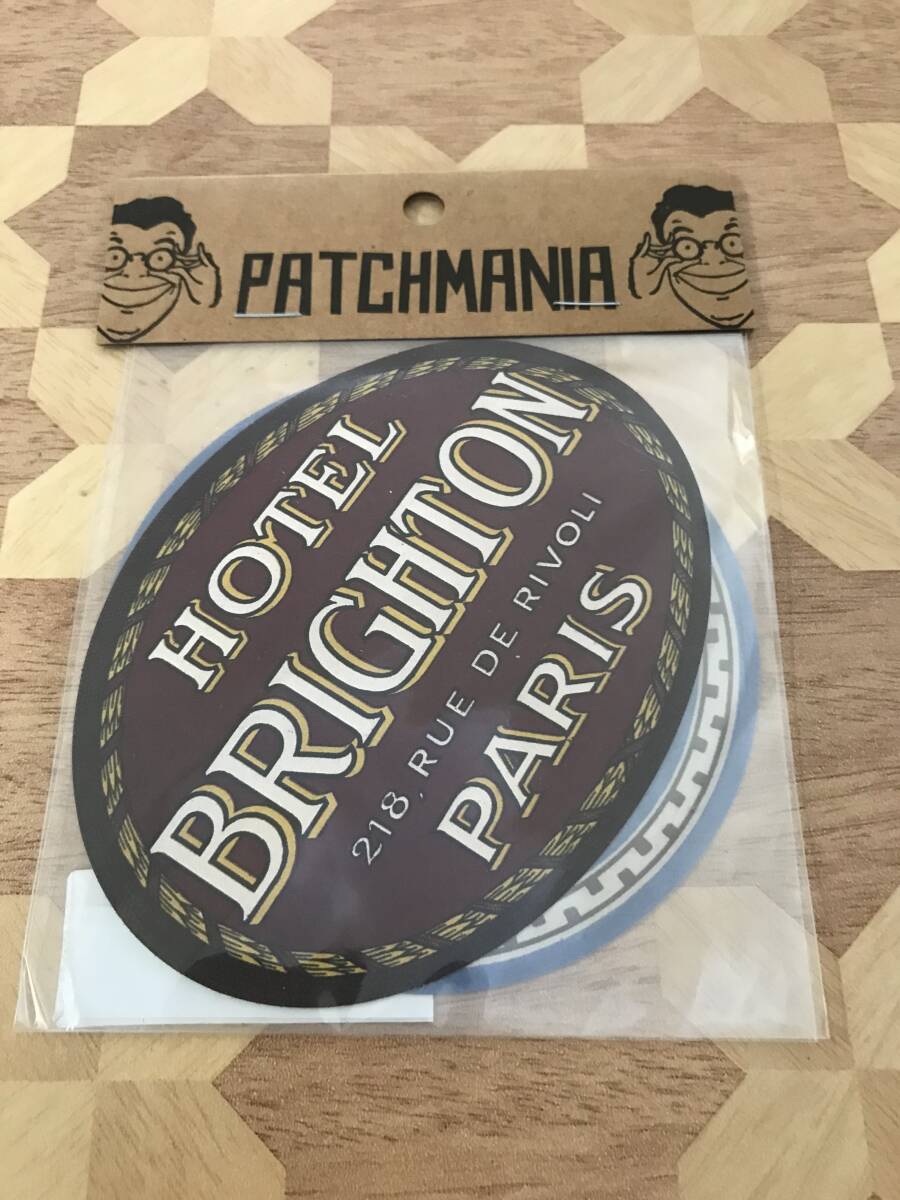 PATCHMANIA
HOTEL
BRIGHTON
218, RUE DE RIVOLI
PARIS